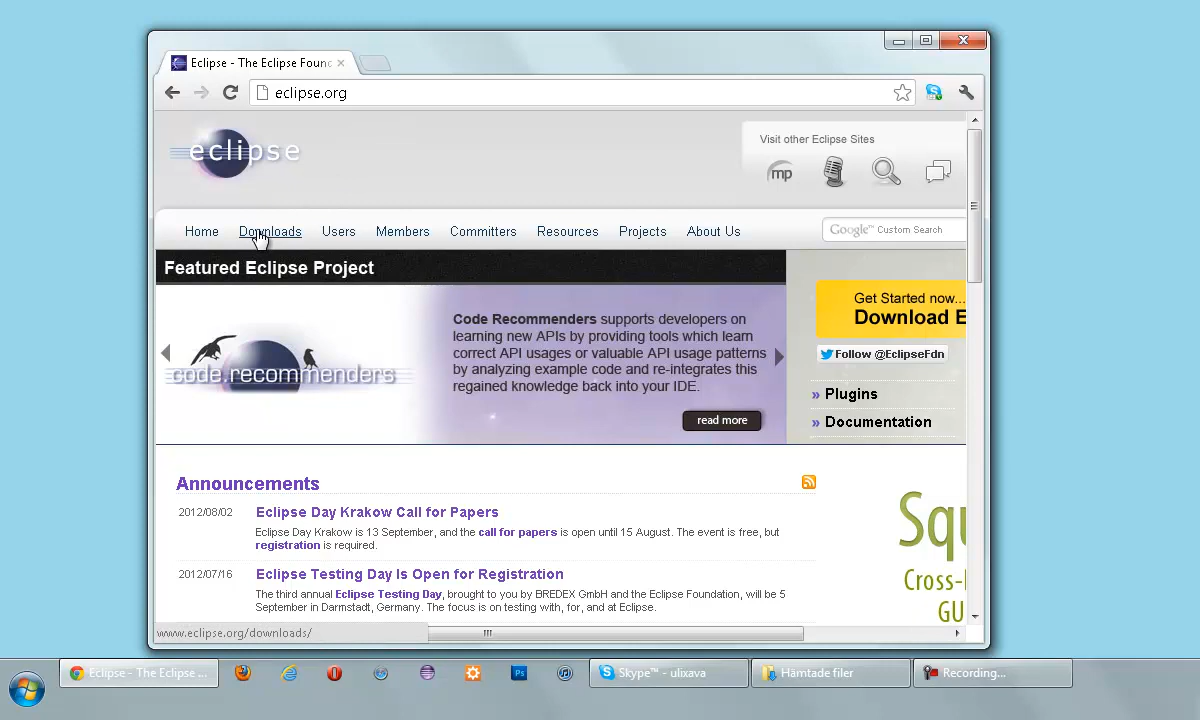 Eclipse - The Eclipse Found
eclipse.org
eclipse
Visit other Eclipse Sites
mp
Home Downloads Users Members Committers Resources Projects About Us
Google™ Custom Search
Featured Eclipse Project
Code Recommenders supports developers on
learning new APIs by providing tools which learn
correct API usages or valuable API usage patterns
by analyzing example code and re-integrates this
regained knowledge back into your IDE.
code.recommenders
read more
Get Started now...
Download E
Follow @EclipseFdn
» Plugins
» Documentation
Announcements
2012/08/02 Eclipse Day Krakow Call for Papers
Eclipse Day Krakow is 13 September, and the call for papers is open until 15 August. The event is free, but
registration is required.
2012/07/16 Eclipse Testing Day Is Open for Registration
The third annual Eclipse Testing Day, brought to you by BREDEX GmbH and the Eclipse Foundation, will be 5
September in Darmstadt, Germany. The focus is on testing with, for, and at Eclipse.
Squ
Cross-
GU
www.eclipse.org/downloads/
Eclipse - The Eclipse ...
Ps
Skype™ - ulixava
Hämtade filer
Recording...